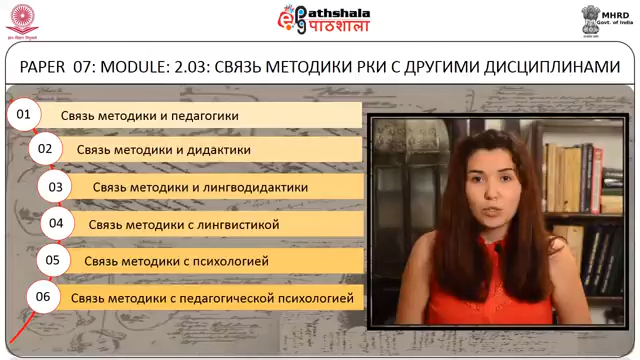 ePathshala
पाठशाला
MHRD
Govt. of India
PAPER 07: MODULE: 2.03: СВЯЗЬ МЕТОДИКИ РКИ С ДРУГИМИ ДИСЦИПЛИНАМИ
01 Связь методики и педагогики
02 Связь методики и дидактики
03 Связь методики и лингводидактики
04 Связь методики с лингвистикой
05 Связь методики с психологией
06 Связь методики с педагогической психологией